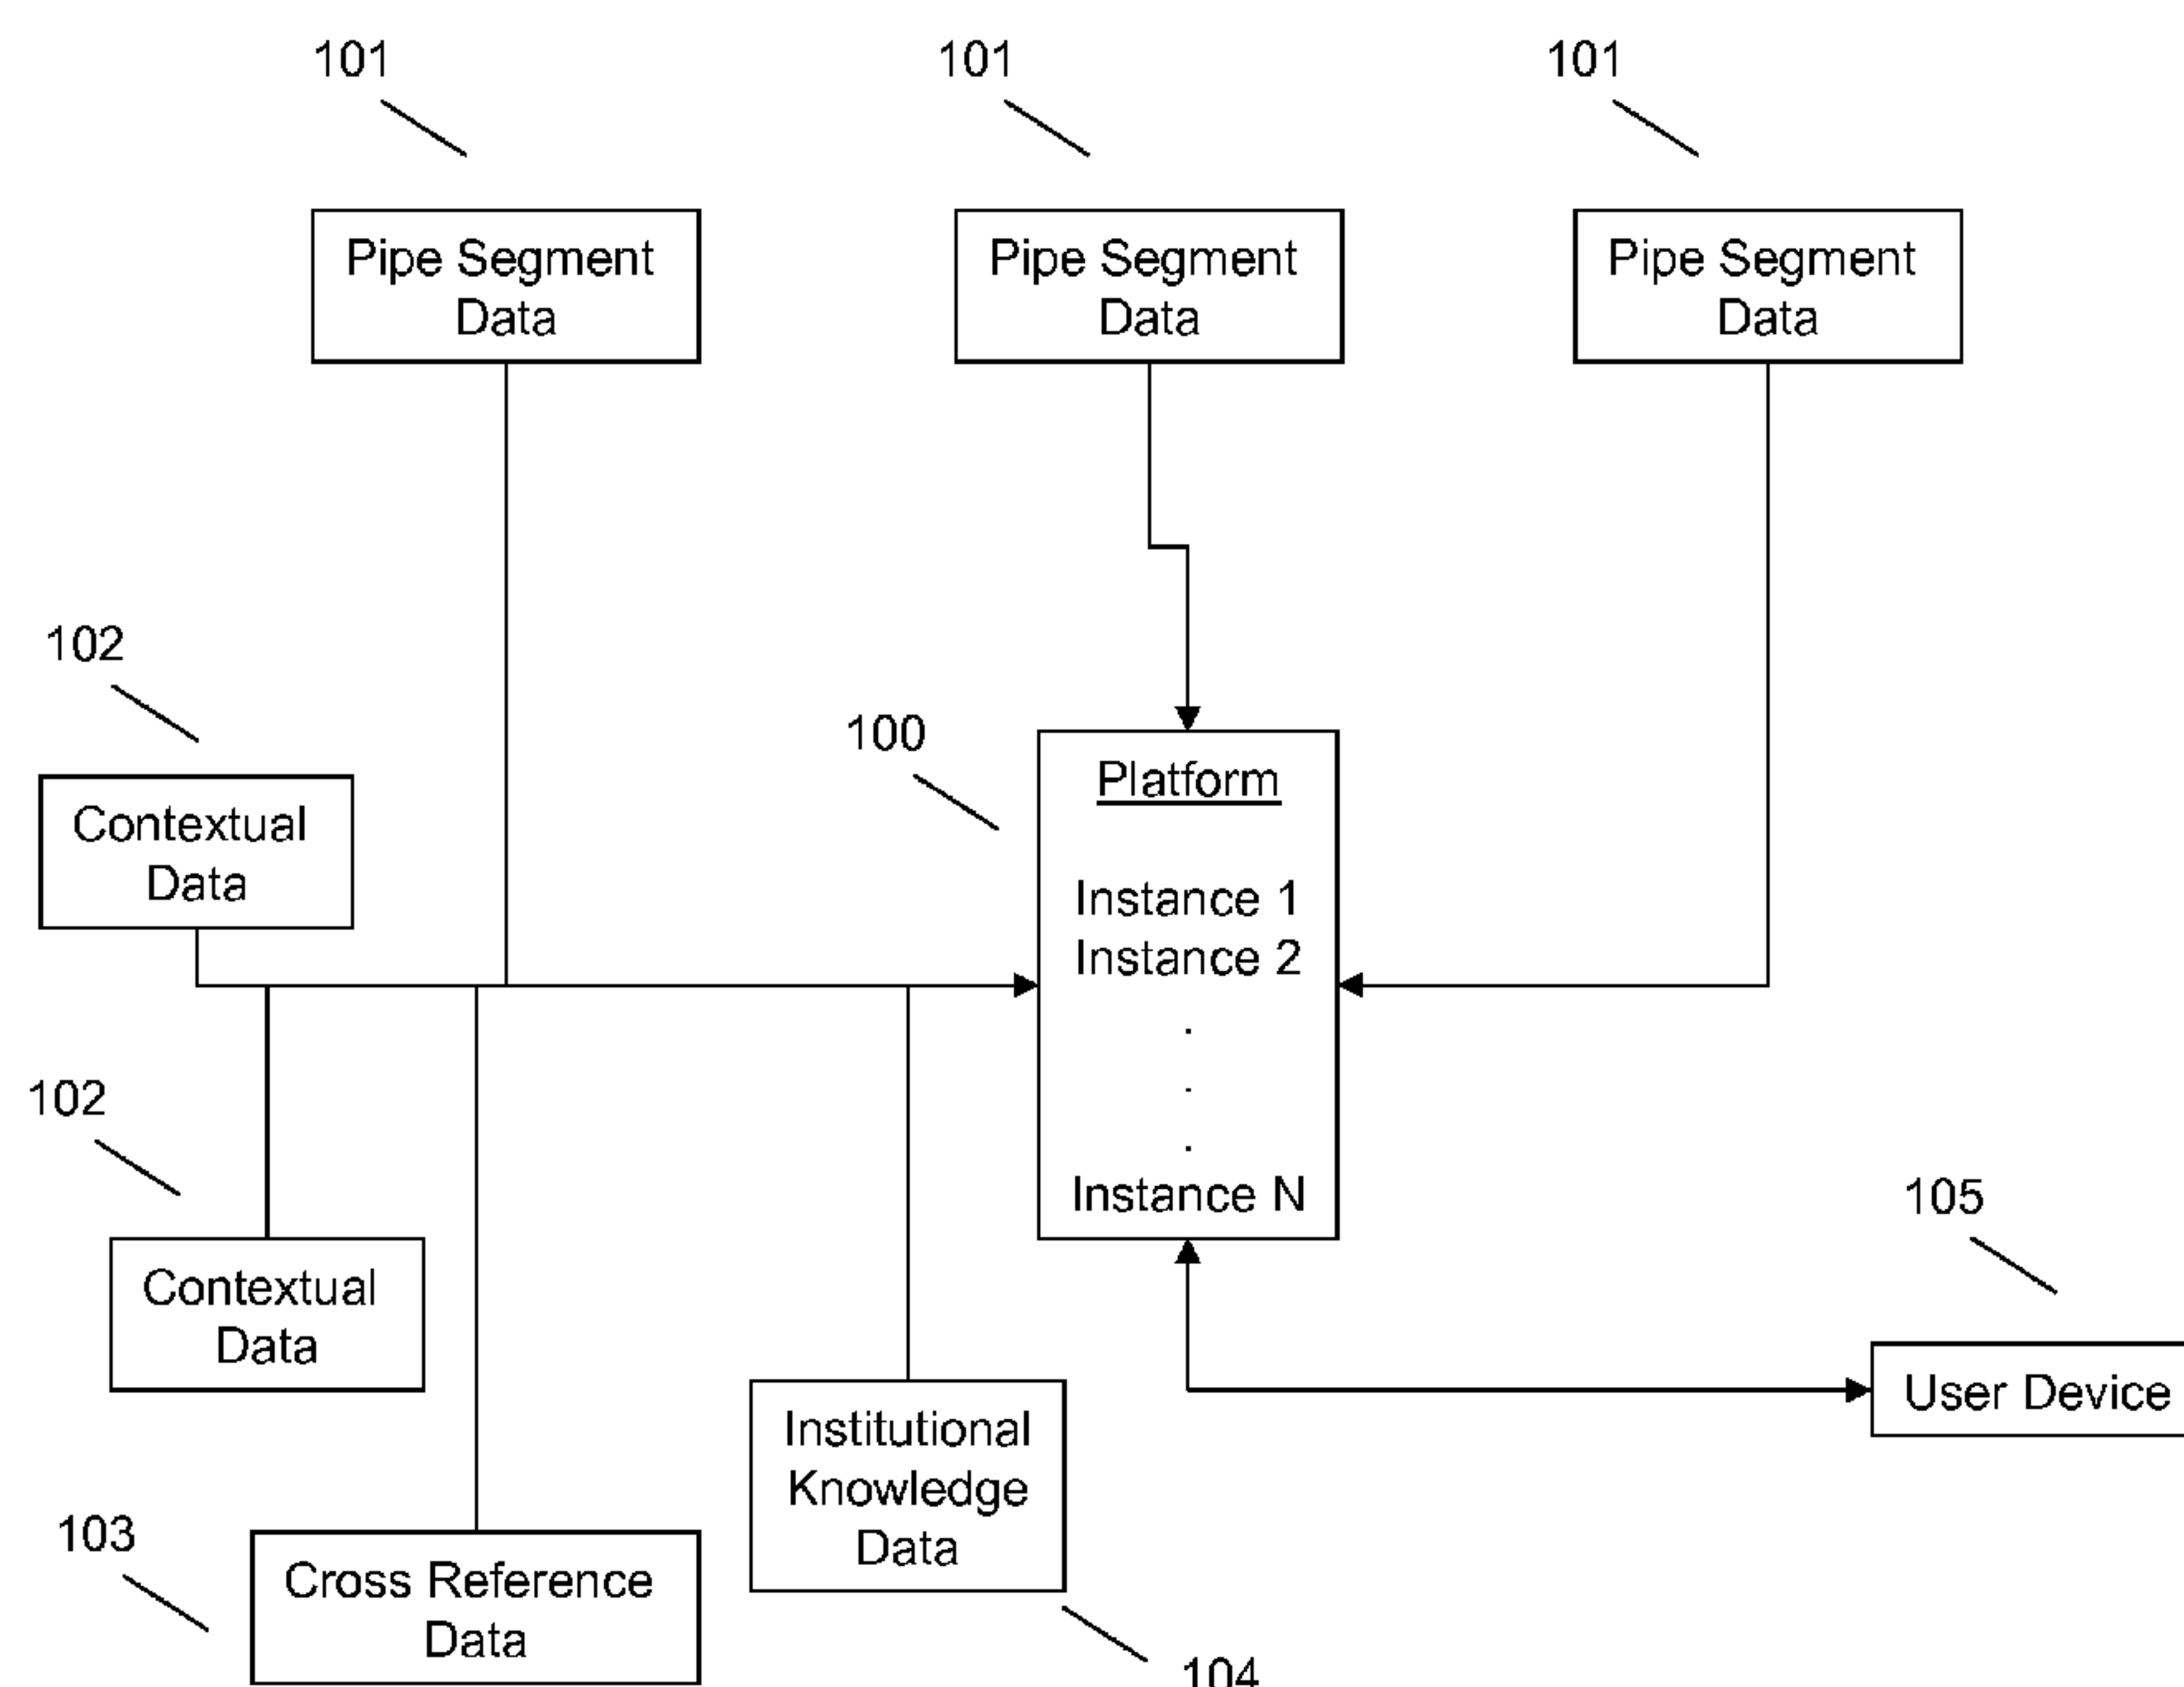 101
101
101
Pipe Segment
Data
Pipe Segment
Data
Pipe Segment
Data
102
100
Contextual
Data
Platform
Instance 1
Instance 2
.
.
.
Instance N
102
Contextual
Data
105
User Device
Institutional
Knowledge
Data
103
Cross Reference
Data
104